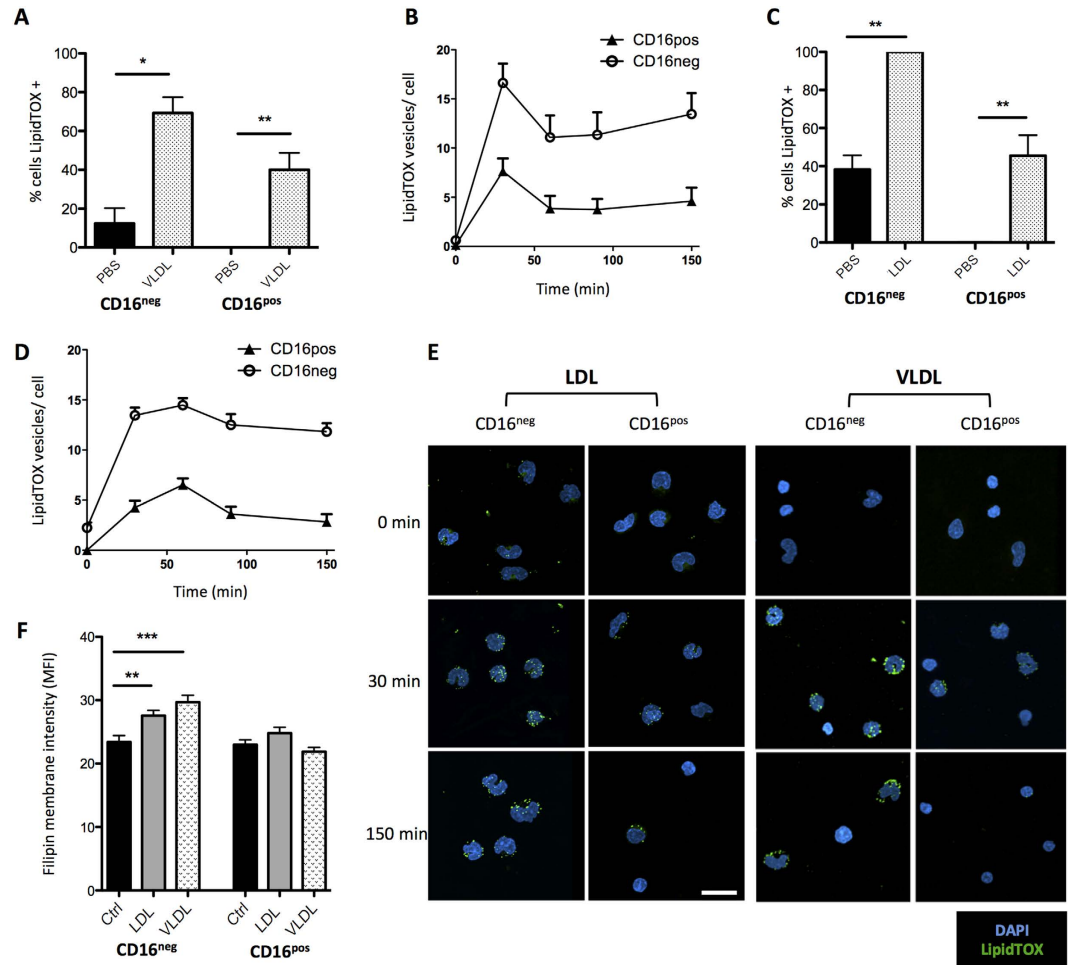 A
% cells LipidTOX +
100
80
60
40
20
0
*
**
PBS
VLDL
PBS
VLDL
CD16neg
CD16pos
B
LipidTOX vesicles/ cell
20
15
10
5
0
CD16pos
CD16neg
0
50
100
150
Time (min)
C
% cells LipidTOX +
100
80
60
40
20
0
**
**
PBS
LDL
PBS
LDL
CD16neg
CD16pos
D
LipidTOX vesicles/ cell
20
15
10
5
0
CD16pos
CD16neg
0
50
100
150
Time (min)
E
LDL
VLDL
CD16neg
CD16pos
CD16neg
CD16pos
0 min
30 min
150 min
DAPI
LipidTOX
F
Filipin membrane intensity (MFI)
40
30
20
10
0
***
**
Ctrl
LDL
VLDL
Ctrl
LDL
VLDL
CD16neg
CD16pos